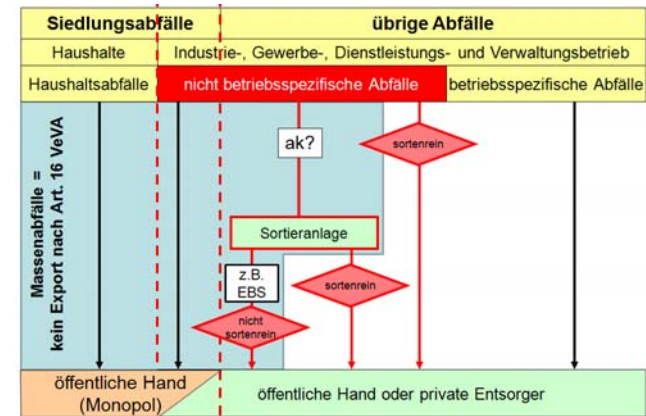 Siedlungsabfälle
übrige Abfälle
Haushalte
Industrie-, Gewerbe-, Dienstleistungs- und Verwaltungsbetrieb
Haushaltsabfälle
nicht betriebsspezifische Abfälle
betriebsspezifische Abfälle
Massenabfälle =
kein Export nach Art. 16 VeVA
ak?
sortenrein
Sortieranlage
z.B.
EBS
sortenrein
nicht
sortenrein
öffentliche Hand
(Monopol)
öffentliche Hand oder private Entsorger